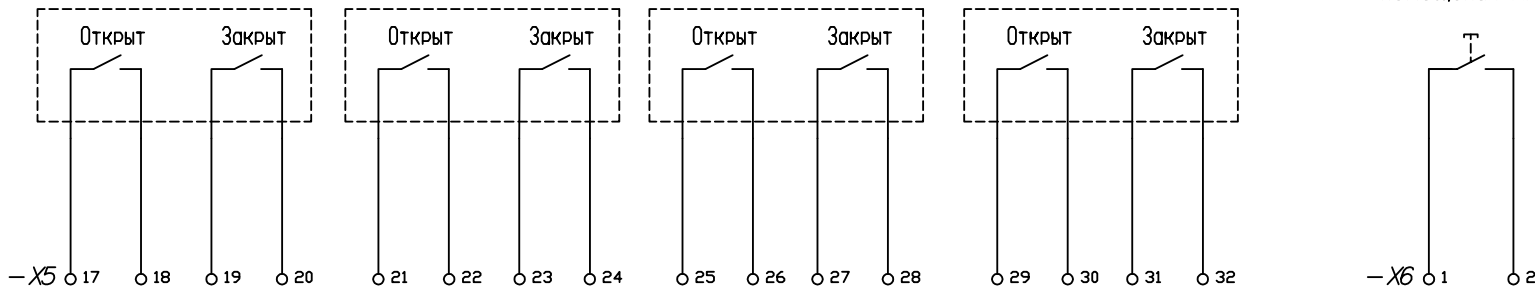 Открыт Закрыт Открыт Закрыт Открыт Закрыт Открыт Закрыт
-X5 17 18 19 20 21 22 23 24 25 26 27 28 29 30 31 32 -X6 1 2